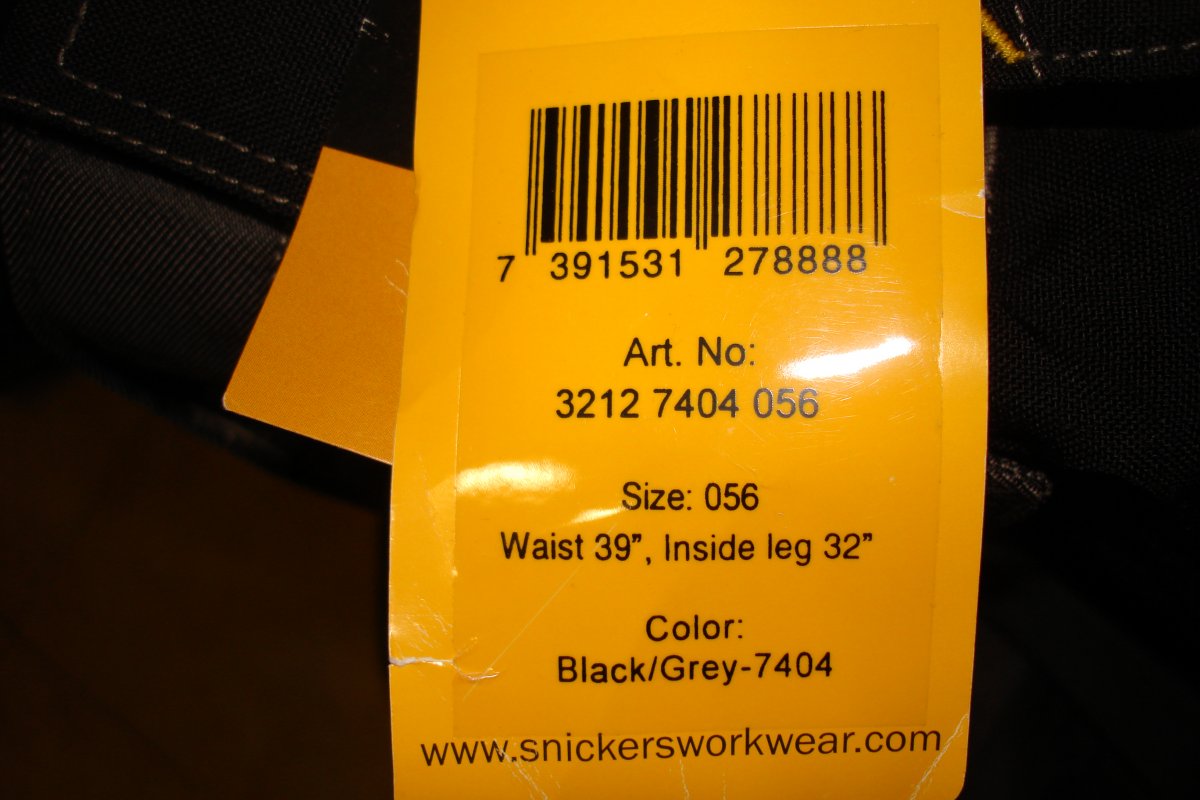 7 391531 278888
Art. No:
3212 7404 056
Size: 056
Waist 39”, Inside leg 32”
Color:
Black/Grey-7404
www.snickersworkwear.com